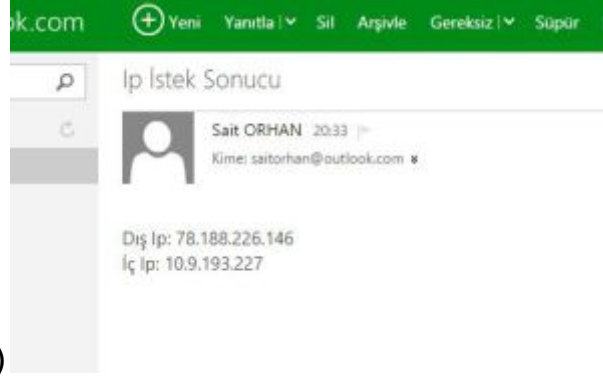 ok.com Yeni Yanıtla Sil Arşivle Gereksiz Süpür
Ip İstek Sonucu
Sait ORHAN 20:33
Kime: saitorhan@outlook.com
Dış Ip: 78.188.226.146
İç Ip: 10.9.193.227
)